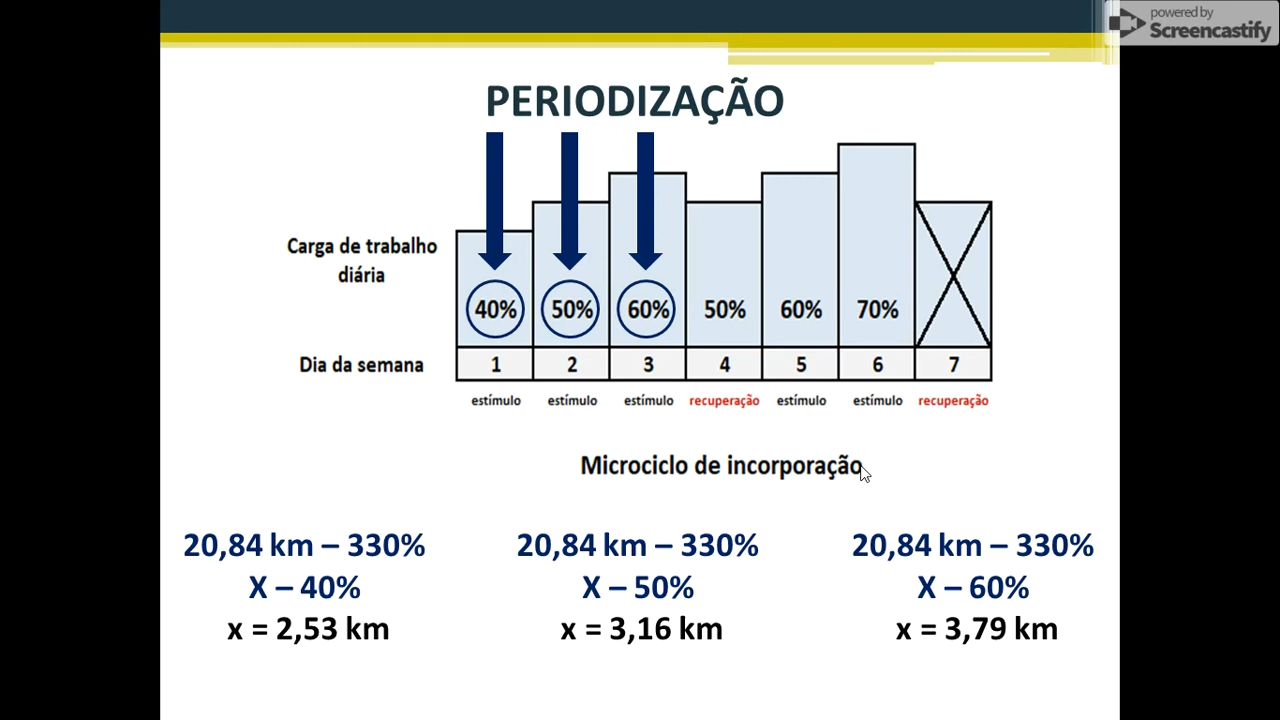 powered by
Screencastify
PERIODIZAÇÃO
Carga de trabalho
diária
40% 50% 60% 50% 60% 70%
Dia da semana 1 2 3 4 5 6 7
estímulo estímulo estímulo recuperação estímulo estímulo recuperação
Microciclo de incorporação
20,84 km – 330% 20,84 km – 330% 20,84 km – 330%
X – 40% X – 50% X – 60%
x = 2,53 km x = 3,16 km x = 3,79 km